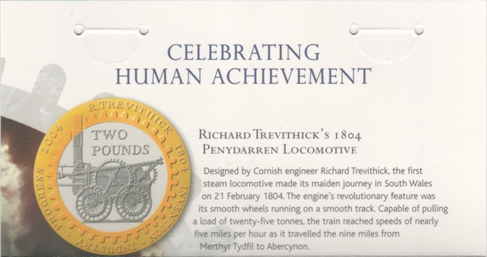 CELEBRATING
HUMAN ACHIEVEMENT
R.TREVITHICK 1804
TWO
POUNDS
2004
PROGRESS
INDUSTRY
RICHARD TREVITHICK'S 1804
PENYDARREN LOCOMOTIVE
Designed by Cornish engineer Richard Trevithick, the first
steam locomotive made its maiden journey in South Wales
on 21 February 1804. The engine's revolutionary feature was
its smooth wheels running on a smooth track. Capable of pulling
a load of twenty-five tonnes, the train reached speeds of nearly
five miles per hour as it travelled the nine miles from
Merthyr Tydfil to Abercynon.